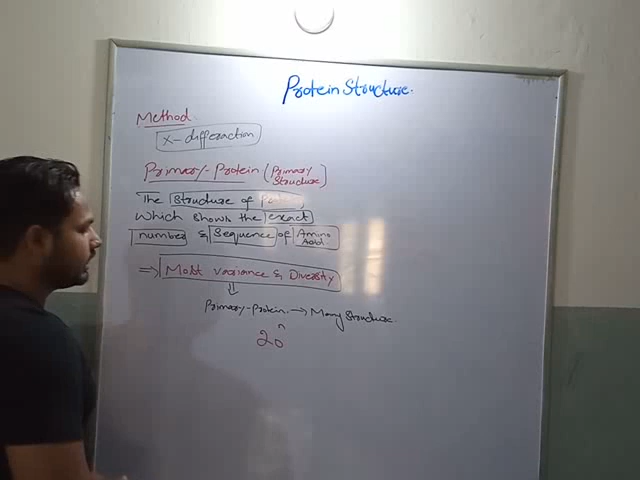 Protein Structure.
Method
X-differaction
Primary-Protein (Primary Structure)
The Structure of
Which shows the exact
number & Sequence of Amino Acid.
⇒ Most variance & Diversity
⇓
Primary-Protein → Many Structure.
20ⁿ